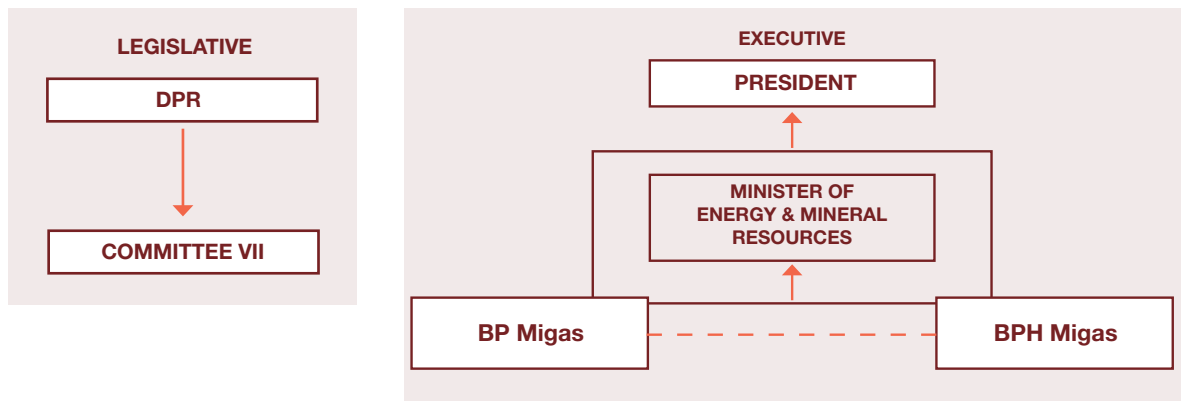 LEGISLATIVE
DPR
COMMITTEE VII
EXECUTIVE
PRESIDENT
MINISTER OF
ENERGY & MINERAL
RESOURCES
BP Migas
BPH Migas